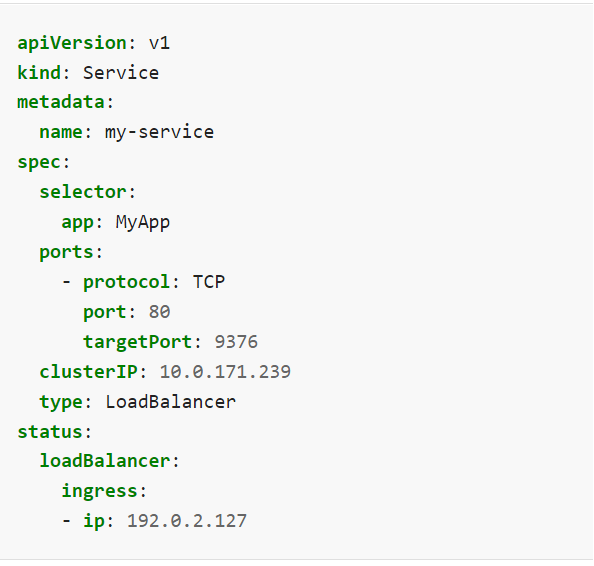 apiVersion: v1
kind: Service
metadata:
  name: my-service
spec:
  selector:
    app: MyApp
  ports:
    - protocol: TCP
      port: 80
      targetPort: 9376
  clusterIP: 10.0.171.239
  type: LoadBalancer
status:
  loadBalancer:
    ingress:
    - ip: 192.0.2.127